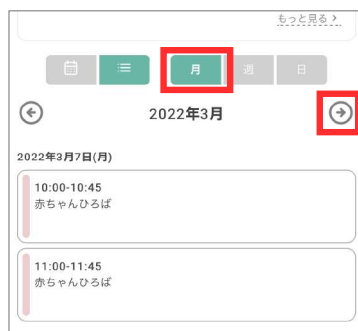 もっと見る >
月 週 日
2022年3月
2022年3月7日(月)
10:00-10:45
赤ちゃんひろば
11:00-11:45
赤ちゃんひろば